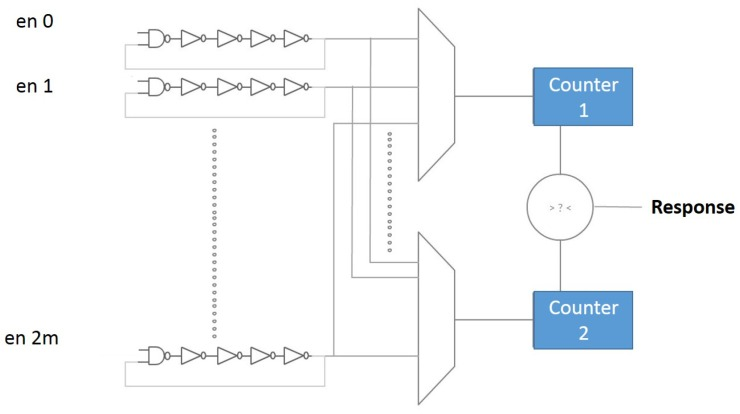 en 0
en 1
Counter
1
> ? <
Response
Counter
2
en 2m